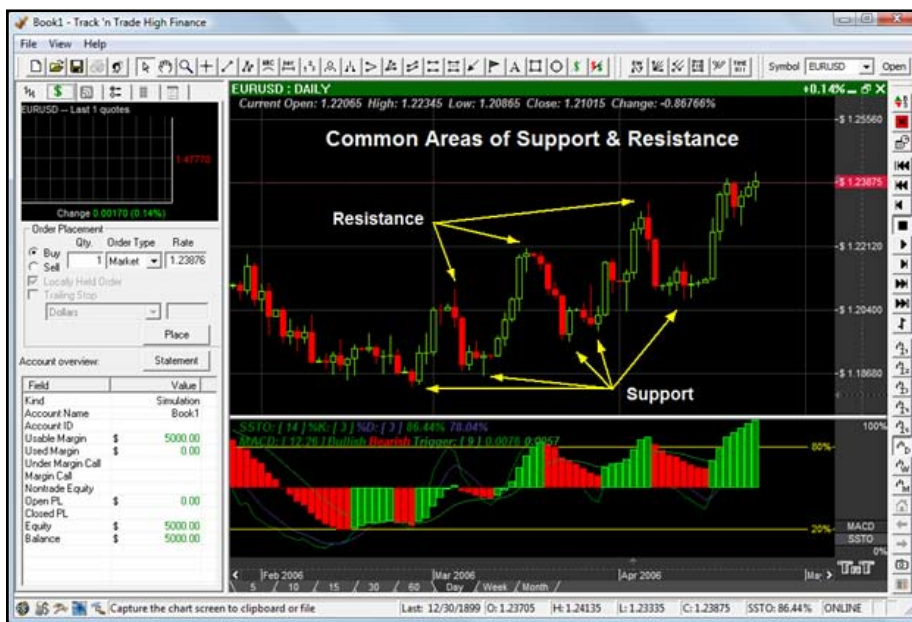 Book1 - Track 'n Trade High Finance
File View Help
Symbol EURUSD Open
EURUSD -- Last 1 quotes
1.47770
Change 0.00170 (0.14%)
Order Placement
Qty. Order Type Rate
Buy
Sell
1 Market 1.23876
Locally Held Order
Trailing Stop
Dollars
Place
Account overview: Statement
Field Value
Kind Simulation
Account Name Book1
Account ID
Usable Margin $ 5000.00
Used Margin $ 0.00
Under Margin Call
Margin Call
Nontrade Equity
Open PL $ 0.00
Closed PL
Equity $ 5000.00
Balance $ 5000.00
EURUSD : DAILY +0.14%
Current Open: 1.22065 High: 1.22345 Low: 1.20865 Close: 1.21015 Change: -0.86766%
Common Areas of Support & Resistance
Resistance
Support
$ 1.25560
$ 1.23875
$ 1.22120
$ 1.20400
$ 1.18680
SSTO: [ 14 ] %K: [ 3 ] %D: [ 3 ] 86.44% 78.04%
MACD: [ 12,26 ] Bullish Bearish Trigger: [ 9 ] 0.0076 0.0057
100%
80%
20%
MACD
SSTO
0%
Feb 2006 Mar 2006 Apr 2006 May
5 10 15 30 60 Day Week Month
TnT
Capture the chart screen to clipboard or file
Last: 12/30/1899 O: 1.23705 H: 1.24135 L: 1.23335 C: 1.23875 SSTO: 86.44% ONLINE